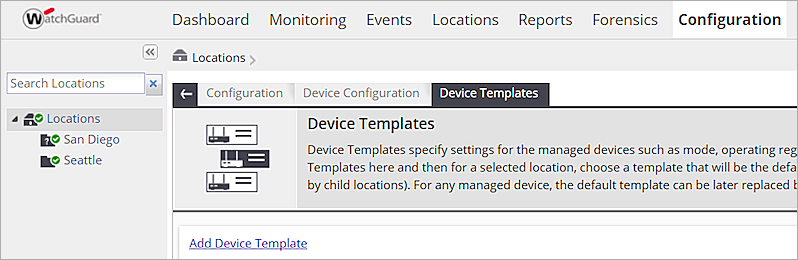 WatchGuard
Dashboard Monitoring Events Locations Reports Forensics Configuration
Locations
Search Locations
Configuration Device Configuration Device Templates
Locations
San Diego
Seattle
Device Templates
Device Templates specify settings for the managed devices such as mode, operating reg
Templates here and then for a selected location, choose a template that will be the defa
by child locations). For any managed device, the default template can be later replaced b
Add Device Template